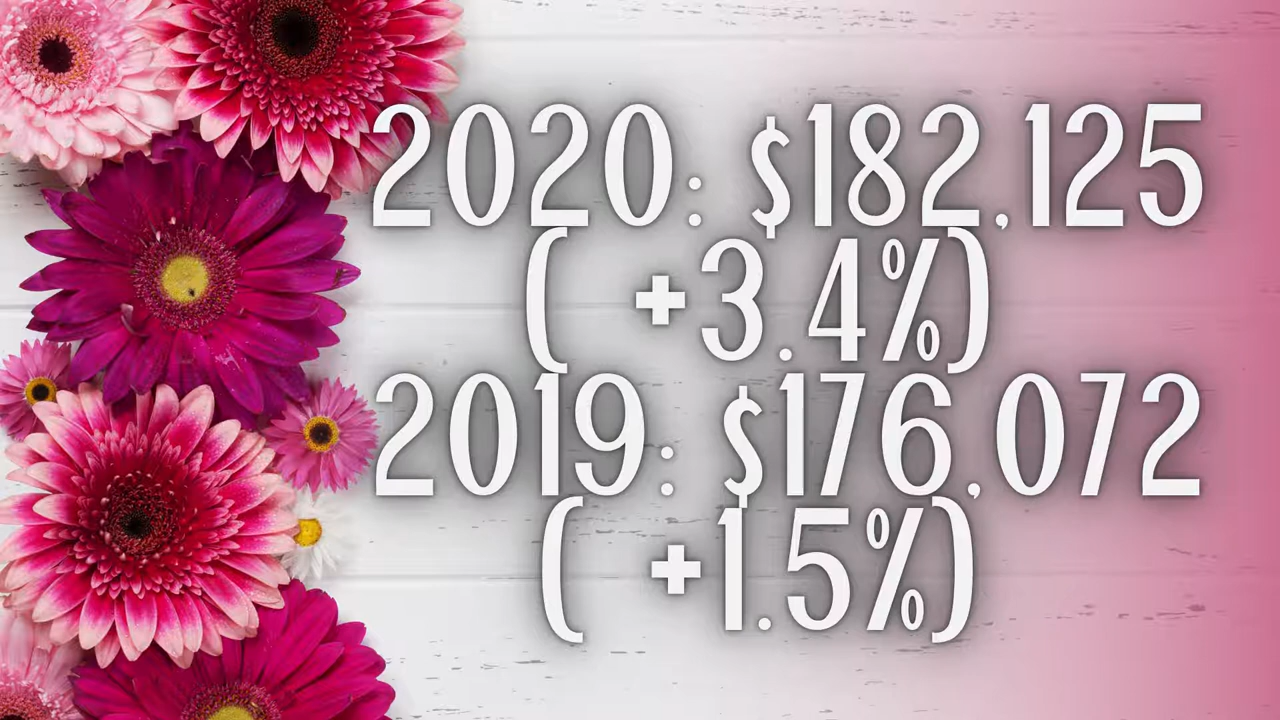 2020: $182,125
( +3.4%)
2019: $176,072
( +1.5%)